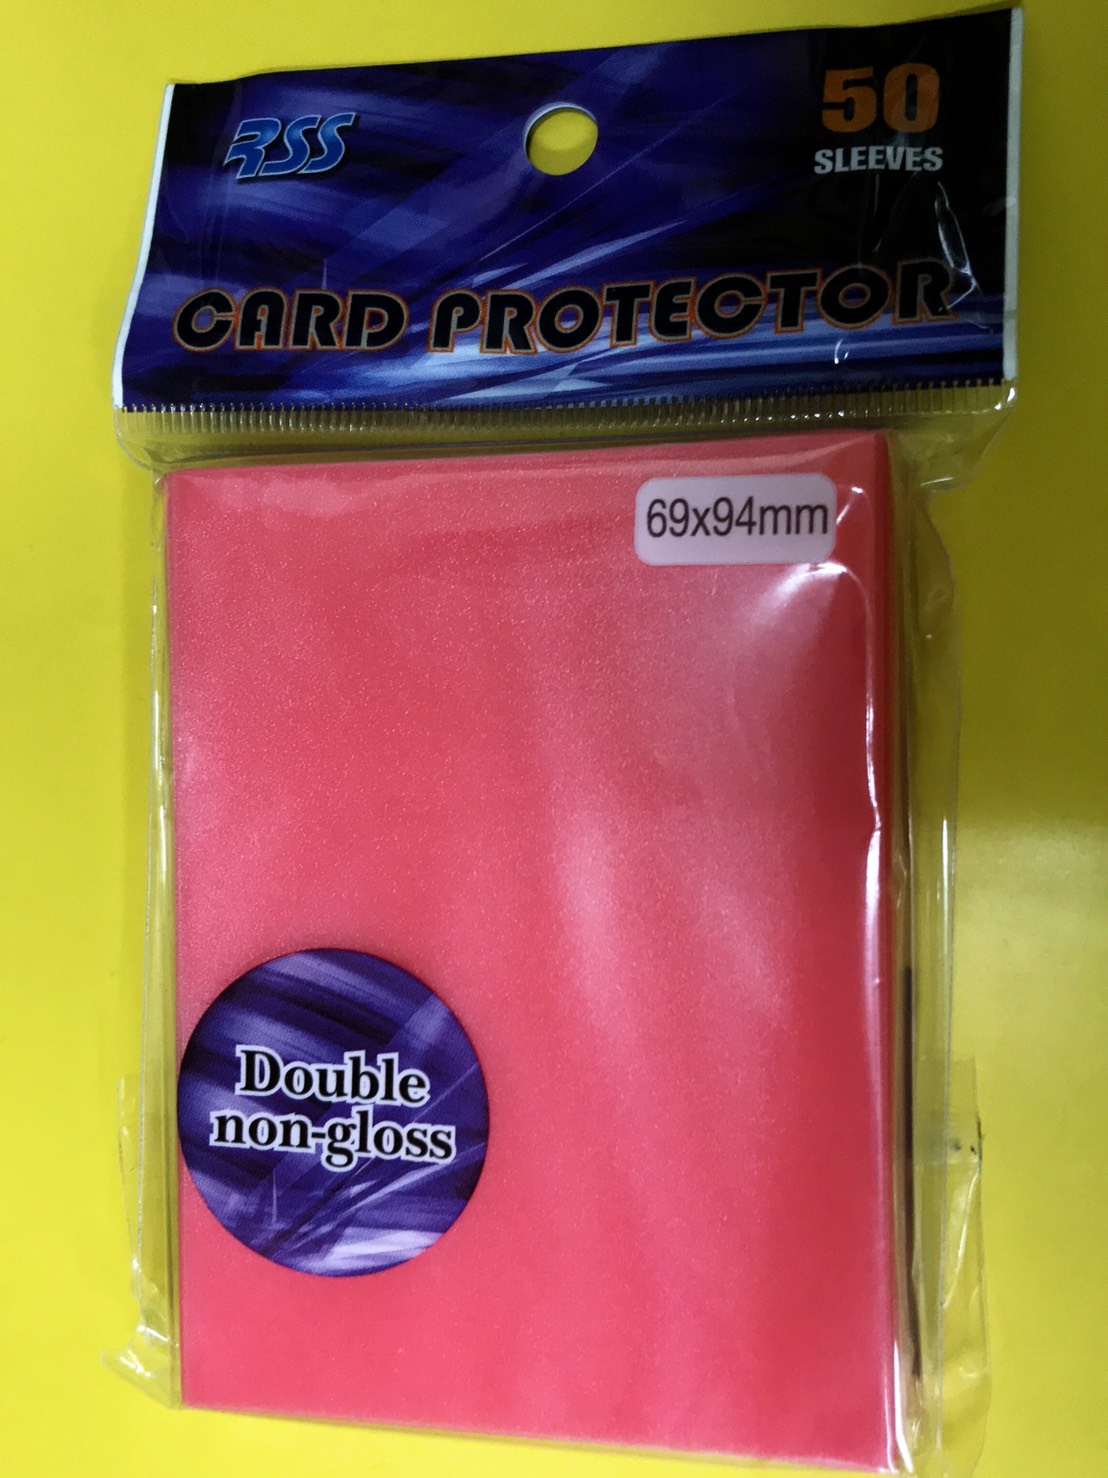 RSS
50
SLEEVES
CARD PROTECTOR
69x94mm
Double
non-gloss